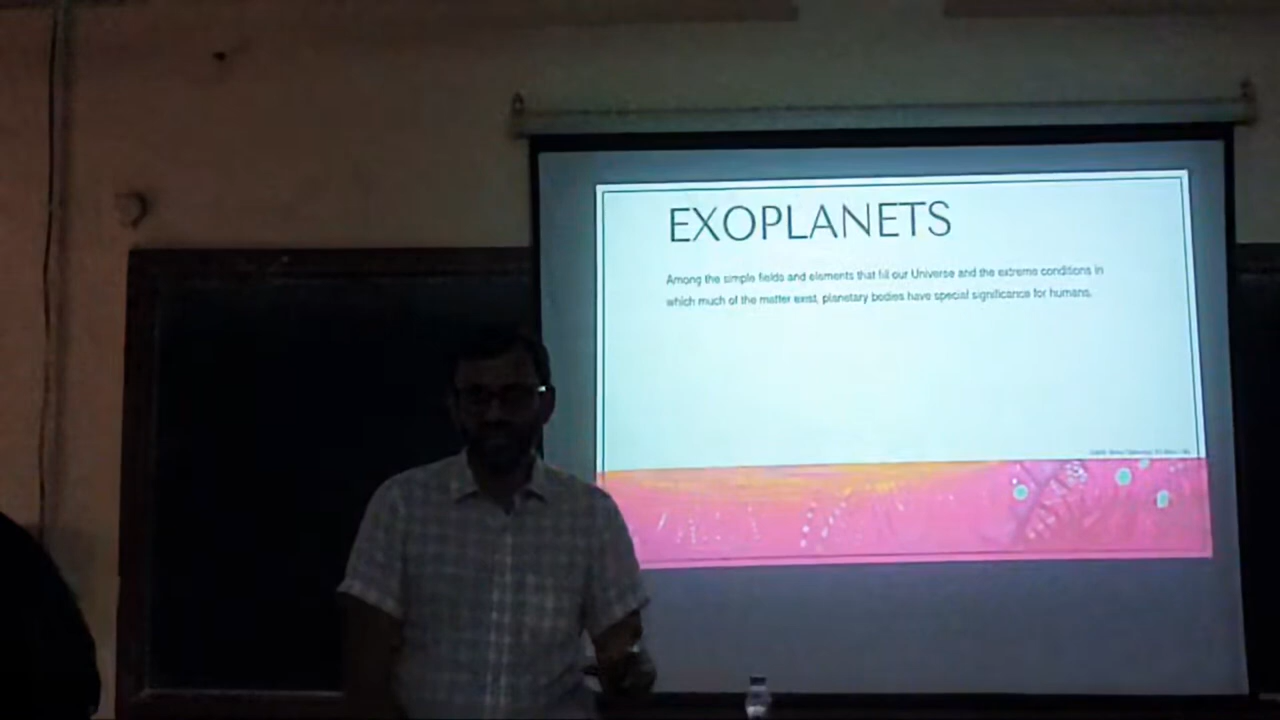 EXOPLANETS
Among the simple fields and elements that fill our Universe and the extreme conditions in
which much of the matter exist, planetary bodies have special significance for humans.